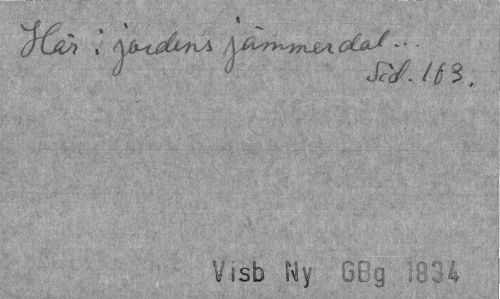 Här i jordens jämmerdal...
Sid. 163.
Visb Ny GBg 1834